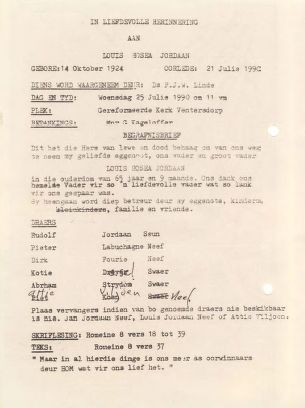 IN LIEFDEVOLLE HERINNERING
AAN
LOUIS HOSEA JORDAAN
GEBORE:14 Oktober 1924 OORLEDE: 21 Julie 1990
DIENS WORD WAARGENEEM DEUR: Ds P.J.w. Linde
DAG EN TYD: Woensdag 25 Julie 1990 om 11 vm
PLEK: Gereformeerde Kerk Ventersdorp
BEDANKINGS:
BEGRAFNISBRIEF
Dit het die Here van lewe en dood behaag om van ons weg
te neem my geliefde eggenoot, ons vader en groot vader
LOUIS HOSEA JORDAAN
in die ouderdom van 65 jaar en 9 maande. Ons dank ons
hemelse Vader vir so 'n liefdevolle vader wat so lank
vir ons gespaar was.
Sy heengaan word diep betreur deur sy eggenote, kinders,
kleinkinders, familie en vriende.
DRAERS
Rudolf Jordaan Seun
Pieter Labuchagne Neef
Dirk Fourie Neef
Kotie Swaer
Abrham Strydom Swaer
Attie Viljoen Neef
Plaas vervangers indien van bo genoemde draers nie beskikbaar
is nie. Jan Jordaan Neef, Louis Jordaan Neef of Attie Viljoen.
SKRIFLESING: Romeine 8 vers 18 tot 39
TEKS: Romeine 8 vers 37
" Maar in al hierdie dinge is ons meer as oorwinnaars
deur HOM wat ons lief het. "